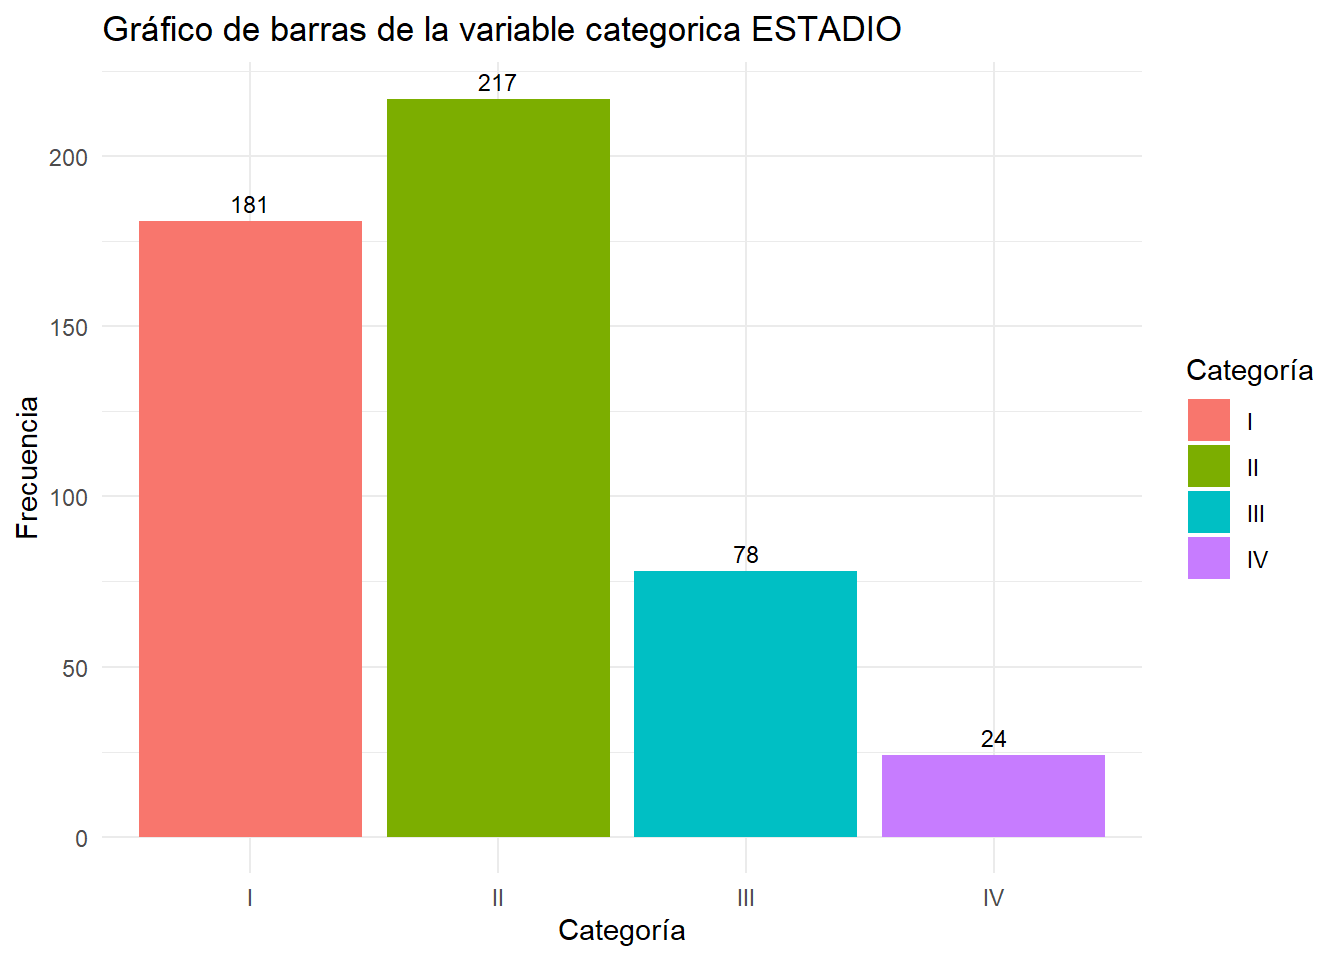 Gráfico de barras de la variable categorica ESTADIO
217
181
78
24
200
150
100
50
0
Frecuencia
I
II
III
IV
Categoría
Categoría
I
II
III
IV